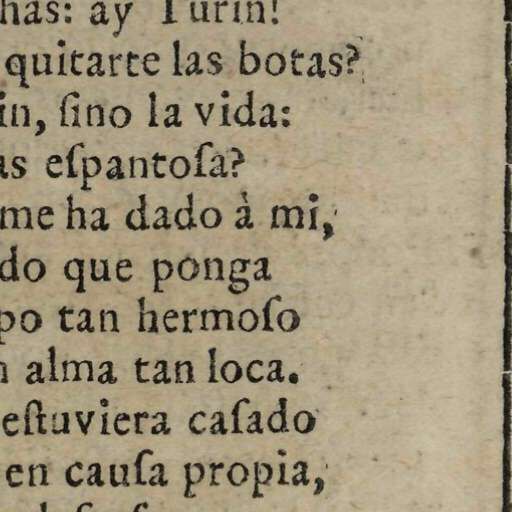 has: ay Turin!
quitarte las botas?
in, ſino la vida:
as eſpantoſa?
me ha dado à mi,
do que ponga
po tan hermoſo
alma tan loca.
eſtuviera caſado
en cauſa propia,